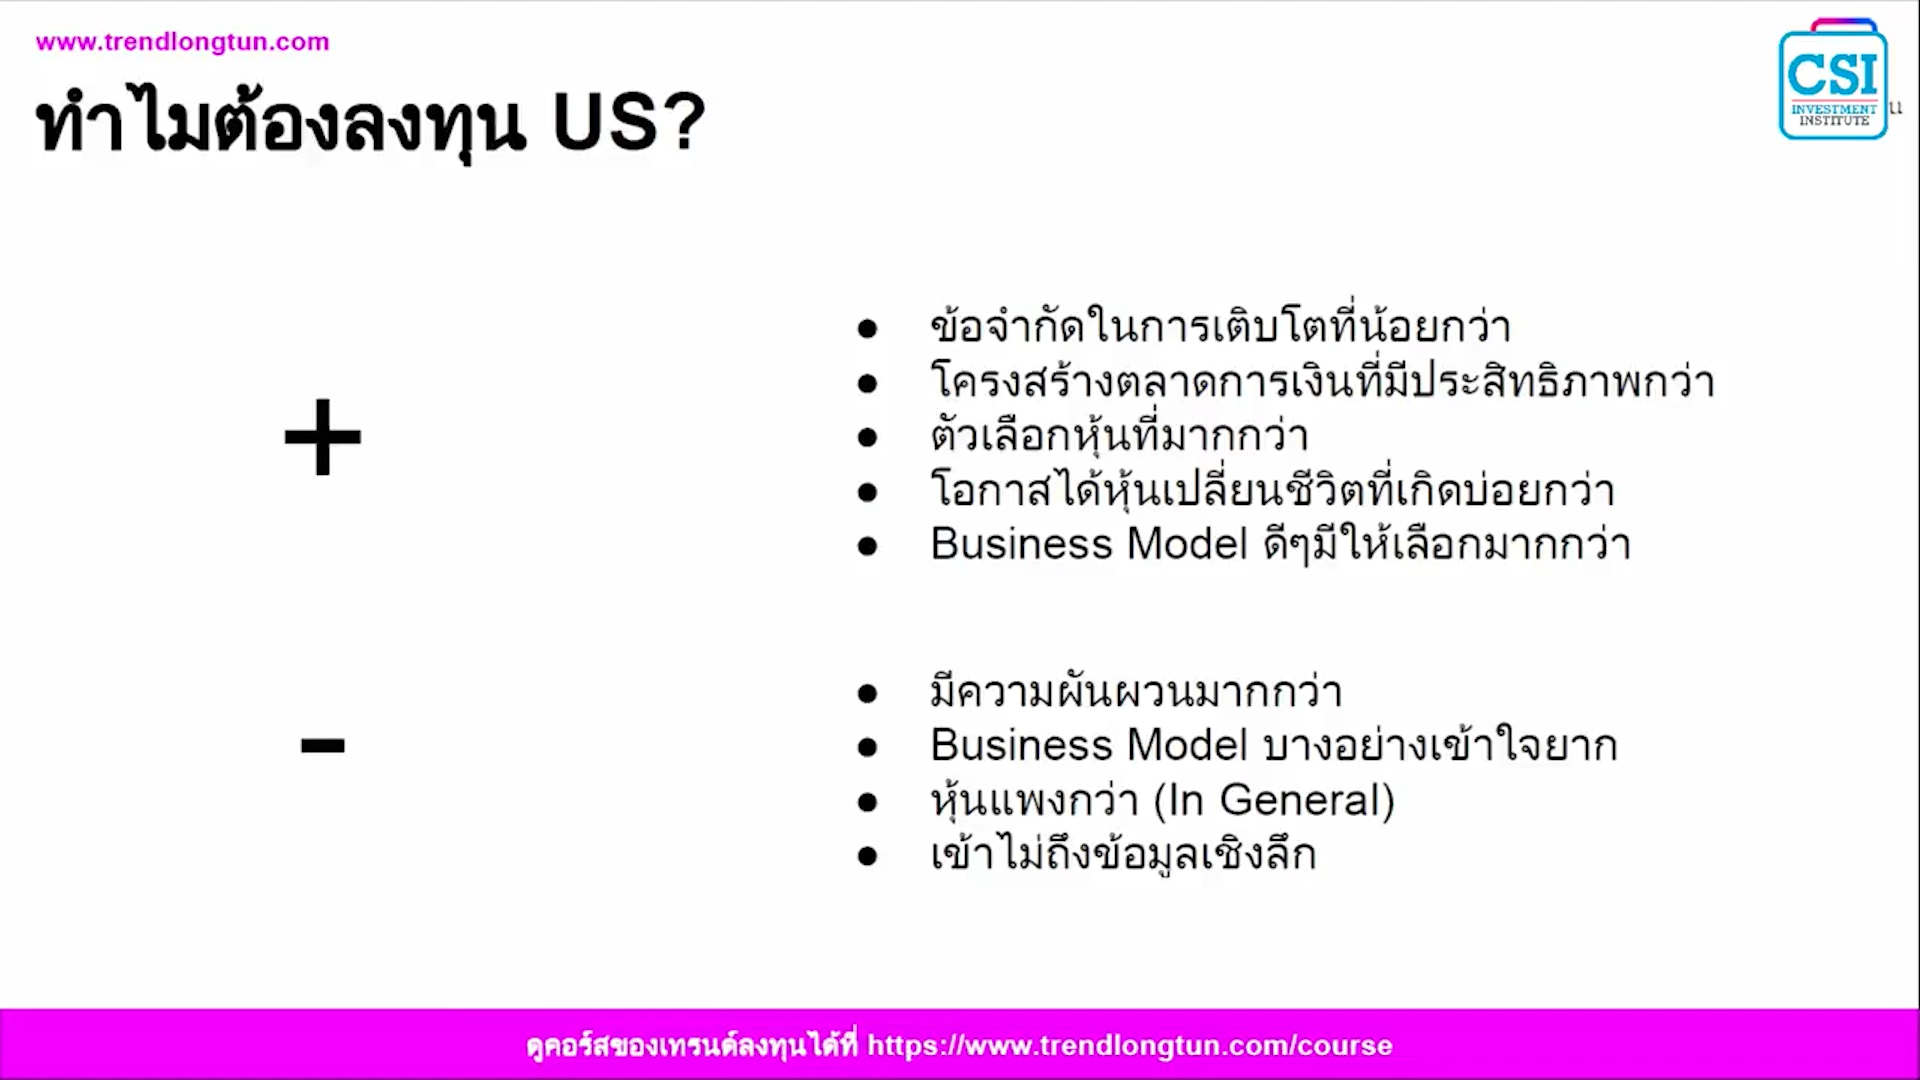 www.trendlongtun.com
CSI
INVESTMENT
INSTITUTE
ทำไมต้องลงทุน US?
+
● ข้อจำกัดในการเติบโตที่น้อยกว่า
● โครงสร้างตลาดการเงินที่มีประสิทธิภาพกว่า
● ตัวเลือกหุ้นที่มากกว่า
● โอกาสได้หุ้นเปลี่ยนชีวิตที่เกิดบ่อยกว่า
● Business Model ดีๆมีให้เลือกมากกว่า
-
● มีความผันผวนมากกว่า
● Business Model บางอย่างเข้าใจยาก
● หุ้นแพงกว่า (In General)
● เข้าไม่ถึงข้อมูลเชิงลึก
ดูคอร์สของเทรนด์ลงทุนได้ที่ https://www.trendlongtun.com/course